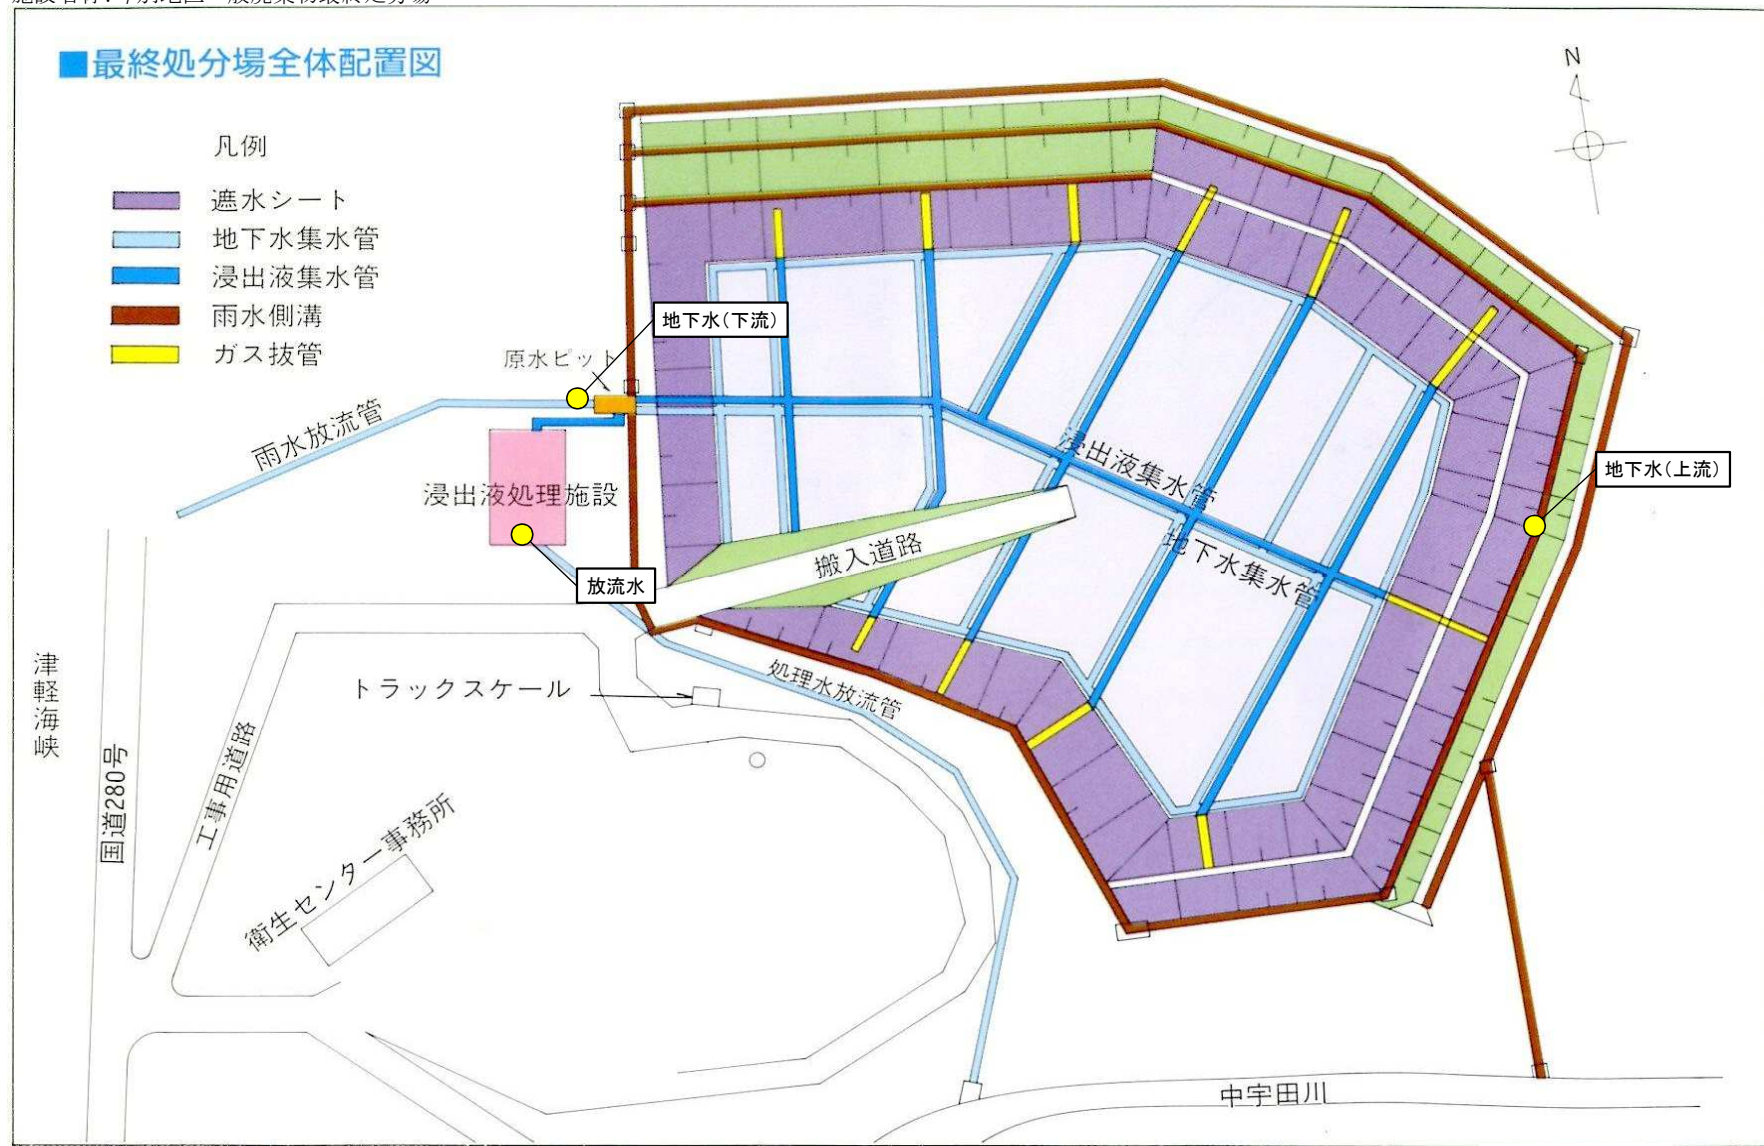 ■最終処分場全体配置図
N
凡例
遮水シート
地下水集水管
浸出液集水管
雨水側溝
ガス抜管
地下水(下流)
原水ピット
雨水放流管
浸出液集水管
地下水(上流)
浸出液処理施設
地下水集水管
搬入道路
放流水
津軽海峡
トラックスケール
処理水放流管
国道280号
工事用道路
衛生センター事務所
中宇田川